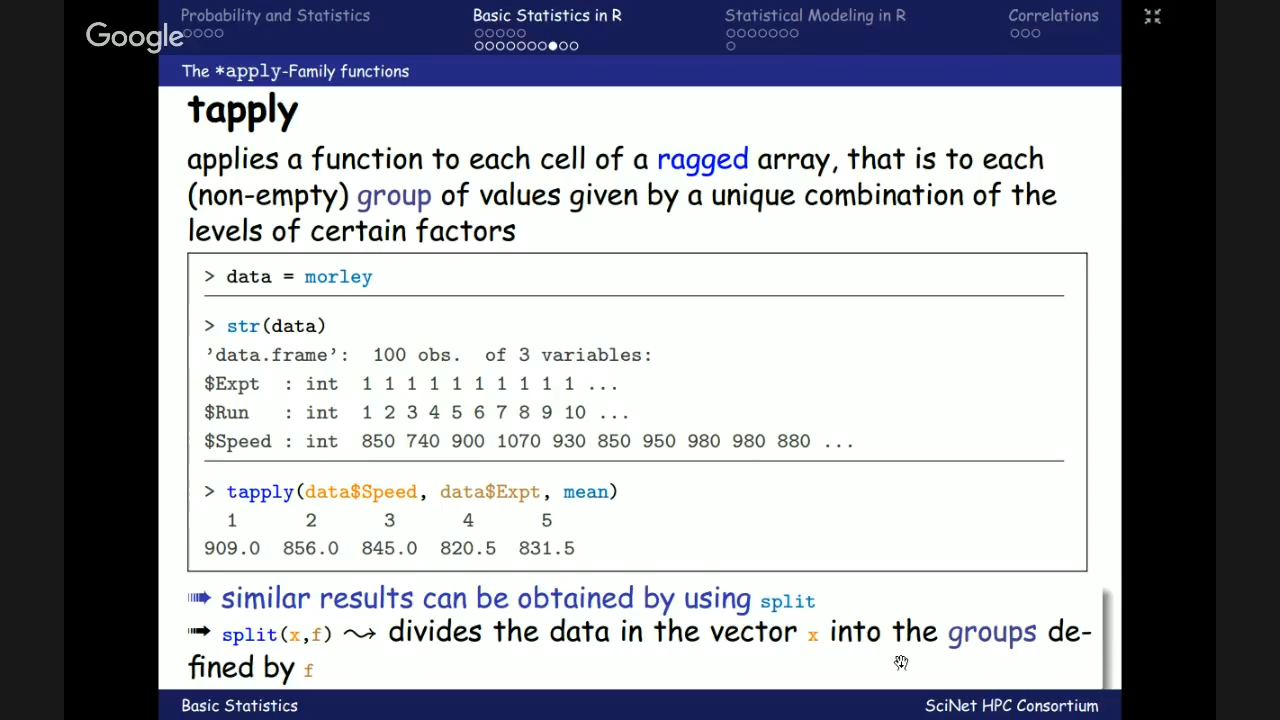 Probability and Statistics Basic Statistics in R Statistical Modeling in R Correlations
Google
The *apply-Family functions
tapply
applies a function to each cell of a ragged array, that is to each
(non-empty) group of values given by a unique combination of the
levels of certain factors
> data = morley
> str(data)
’data.frame’: 100 obs. of 3 variables:
$Expt : int 1 1 1 1 1 1 1 1 1 1 ...
$Run : int 1 2 3 4 5 6 7 8 9 10 ...
$Speed : int 850 740 900 1070 930 850 950 980 980 880 ...
> tapply(data$Speed, data$Expt, mean)
1 2 3 4 5
909.0 856.0 845.0 820.5 831.5
➠ similar results can be obtained by using split
➟ split(x,f) ⤳ divides the data in the vector x into the groups de-
fined by f
Basic Statistics SciNet HPC Consortium